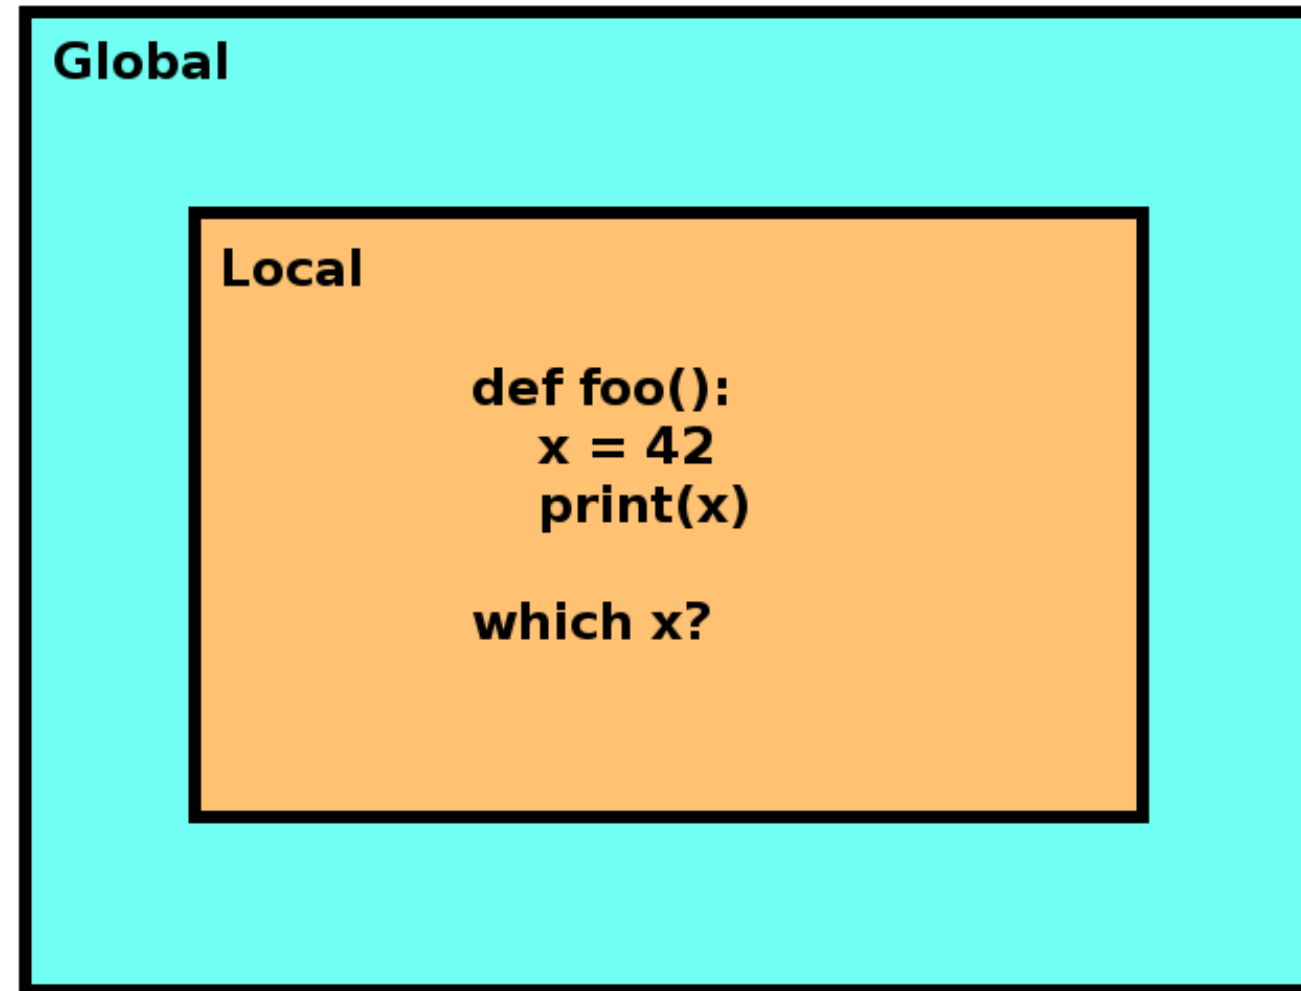 Global
Local
def foo():
    x = 42
    print(x)
which x?